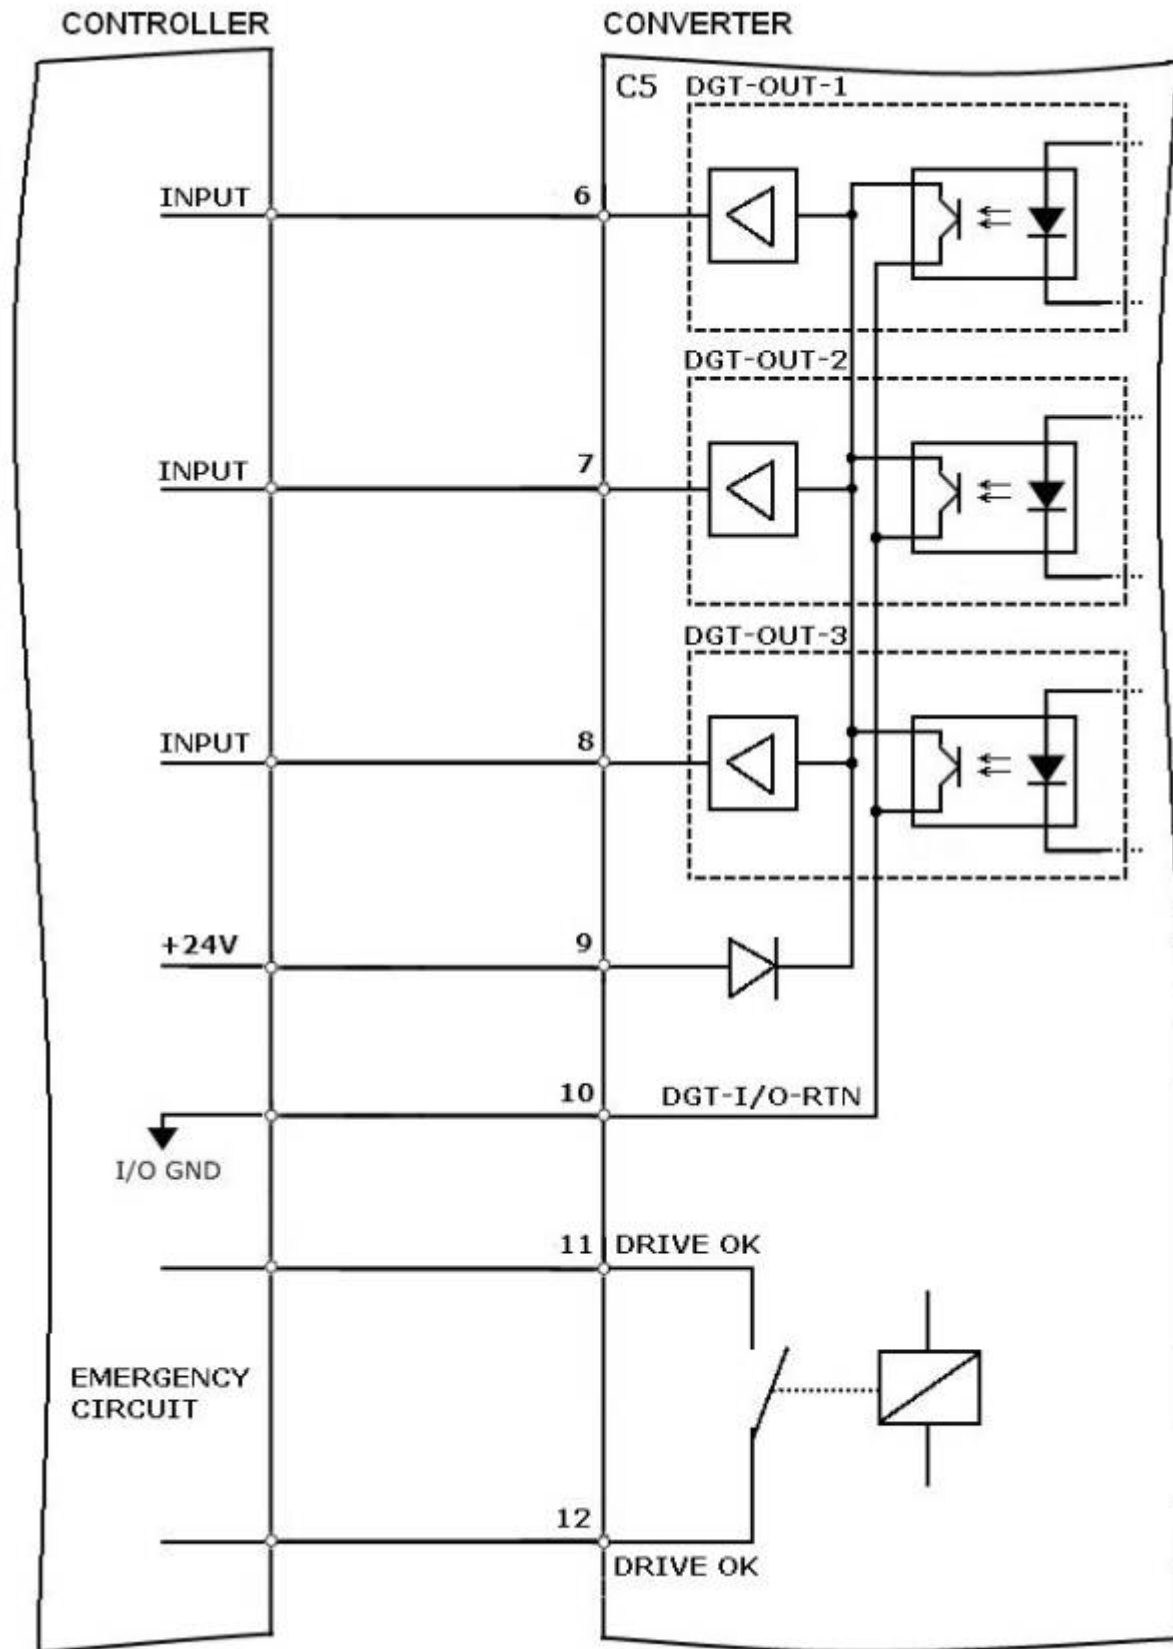 CONTROLLER
CONVERTER
C5 DGT-OUT-1
INPUT
6
DGT-OUT-2
INPUT
7
DGT-OUT-3
INPUT
8
+24V
9
10
DGT-I/O-RTN
I/O GND
11
DRIVE OK
EMERGENCY
CIRCUIT
12
DRIVE OK